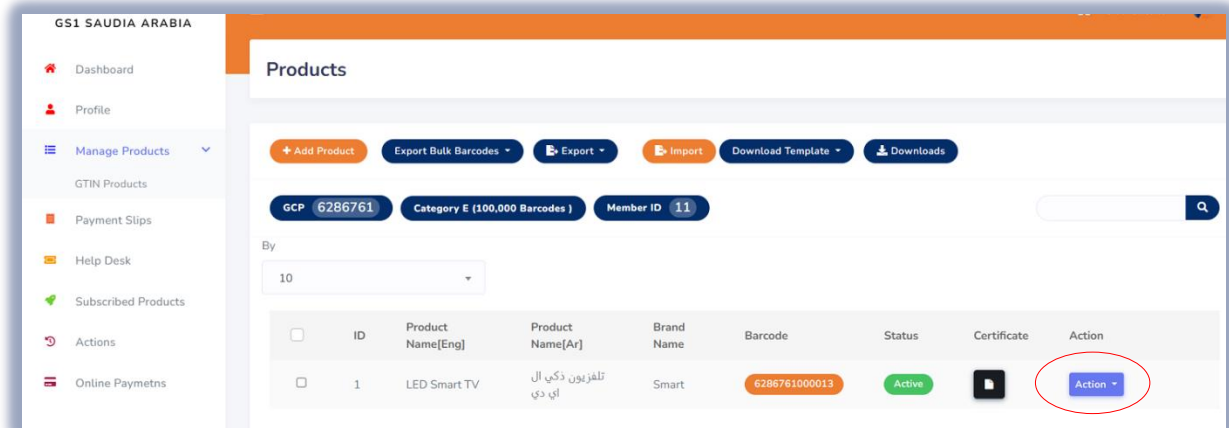 GS1 SAUDIA ARABIA
Dashboard
Profile
Manage Products
GTIN Products
Payment Slips
Help Desk
Subscribed Products
Actions
Online Paymetns
Products
+ Add Product
Export Bulk Barcodes
Export
Import
Download Template
Downloads
GCP 6286761
Category E (100,000 Barcodes )
Member ID 11
By
10
ID
Product Name[Eng]
Product Name[Ar]
Brand Name
Barcode
Status
Certificate
Action
1
LED Smart TV
تلفزيون ذكي ال
اي دي
Smart
6286761000013
Active
Action